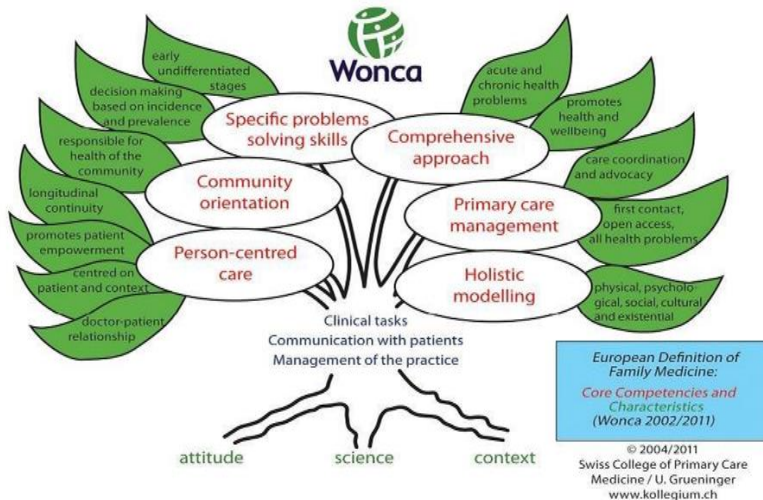 Wonca
early
undifferentiated
stages
decision making
based on incidence
and prevalence
responsible for
health of the
community
longitudinal
continuity
promotes patient
empowerment
centred on
patient and context
doctor-patient
relationship
Specific problems
solving skills
Community
orientation
Person-centred
care
acute and
chronic health
problems
promotes
health and
wellbeing
care coordination
and advocacy
first contact,
open access,
all health problems
physical, psycholo-
gical, social, cultural
and existential
Comprehensive
approach
Primary care
management
Holistic
modelling
Clinical tasks
Communication with patients
Management of the practice
attitude
science
context
European Definition of
Family Medicine:
Core Competencies and
Characteristics
(Wonca 2002/2011)
© 2004/2011
Swiss College of Primary Care
Medicine / U. Grueninger
www.kollegium.ch